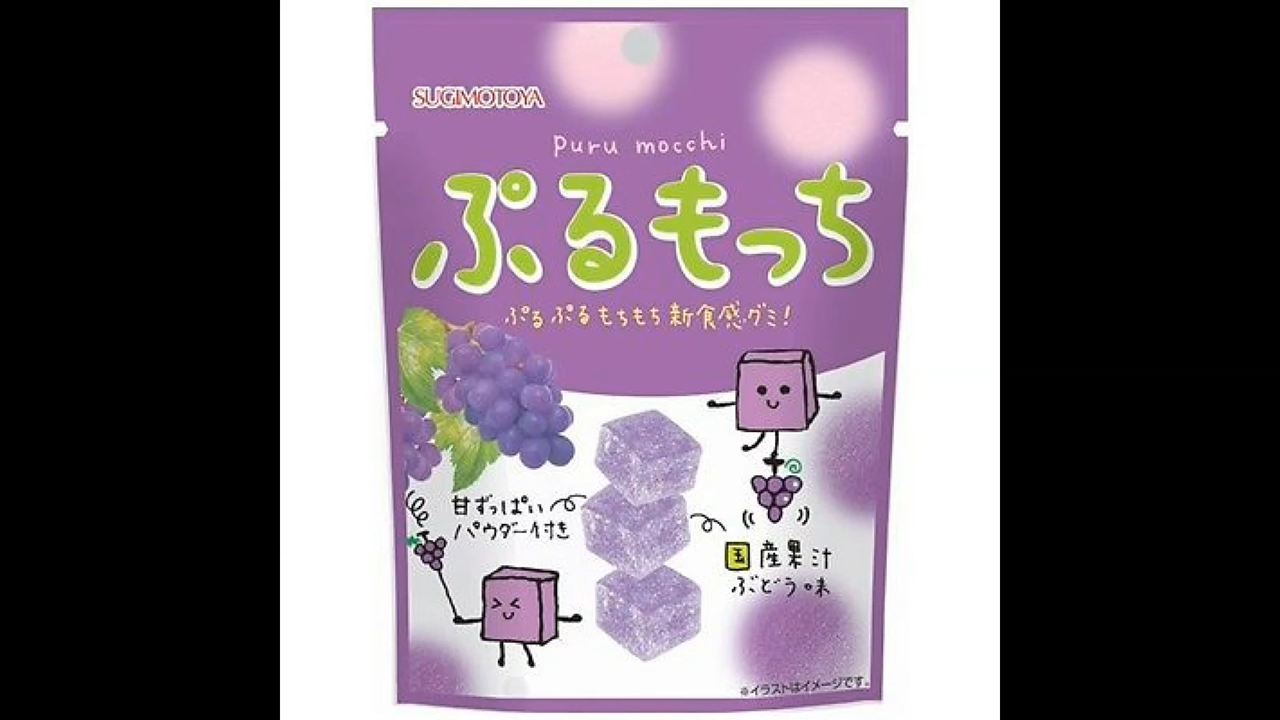 SUGIMOTOYA
puru mocchi
ぷるもっち
ぷるぷるもちもち新食感グミ!
甘ずっぱい
パウダー付き
国産果汁
ぶどう味
※イラストはイメージです。